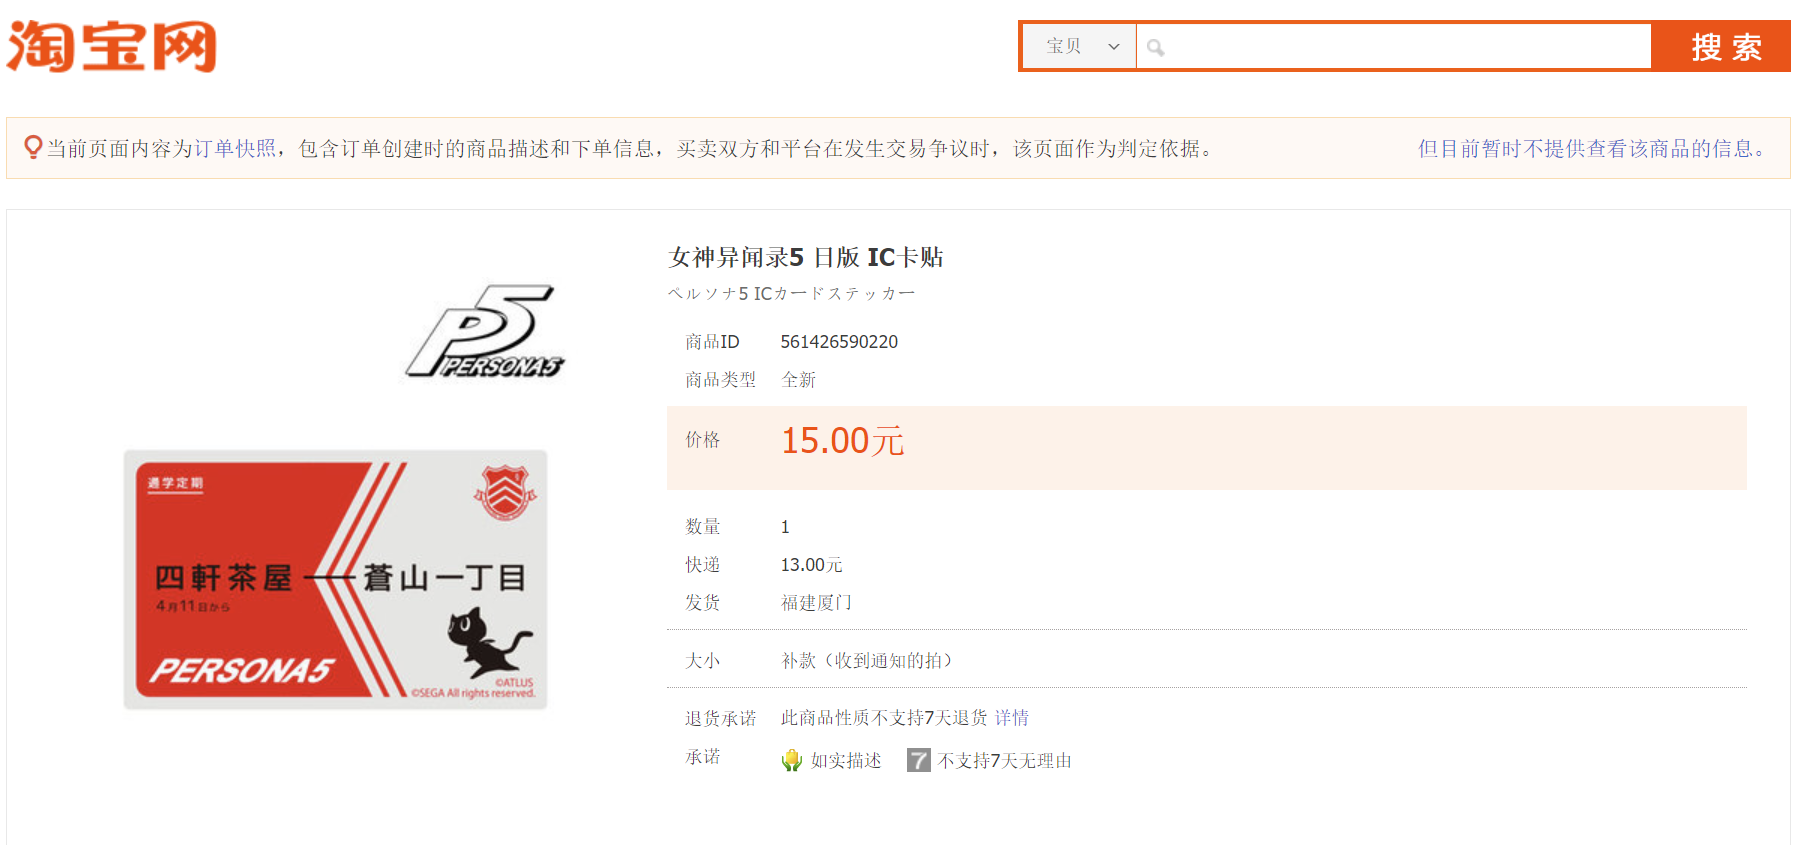 淘宝网
宝贝
搜 索
当前页面内容为订单快照，包含订单创建时的商品描述和下单信息，买卖双方和平台在发生交易争议时，该页面作为判定依据。
但目前暂时不提供查看该商品的信息。
P5
PERSONA5
通学定期
四軒茶屋
蒼山一丁目
4月11日から
PERSONA5
©ATLUS
©SEGA All rights reserved.
女神异闻录5 日版 IC卡贴
ペルソナ5 ICカードステッカー
商品ID 561426590220
商品类型 全新
价格 15.00元
数量 1
快递 13.00元
发货 福建厦门
大小 补款（收到通知的拍）
退货承诺 此商品性质不支持7天退货 详情
承诺 如实描述 7 不支持7天无理由